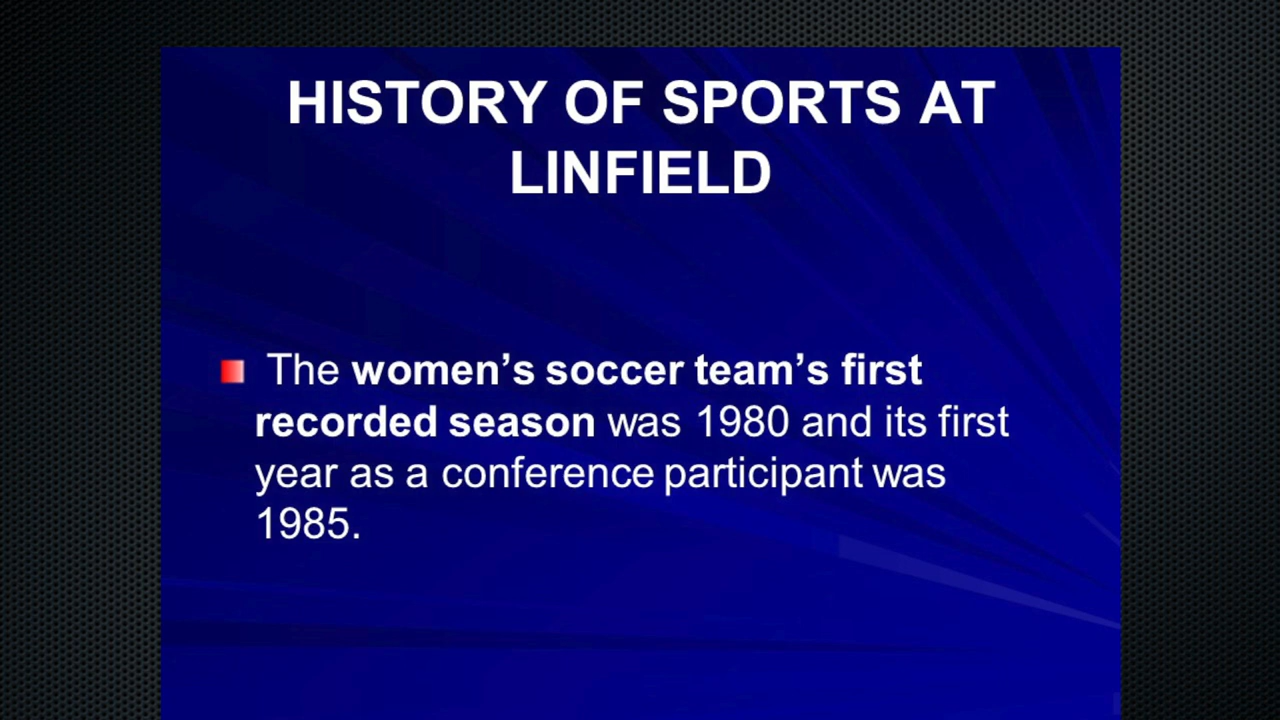 HISTORY OF SPORTS AT
LINFIELD
The women’s soccer team’s first
recorded season was 1980 and its first
year as a conference participant was
1985.